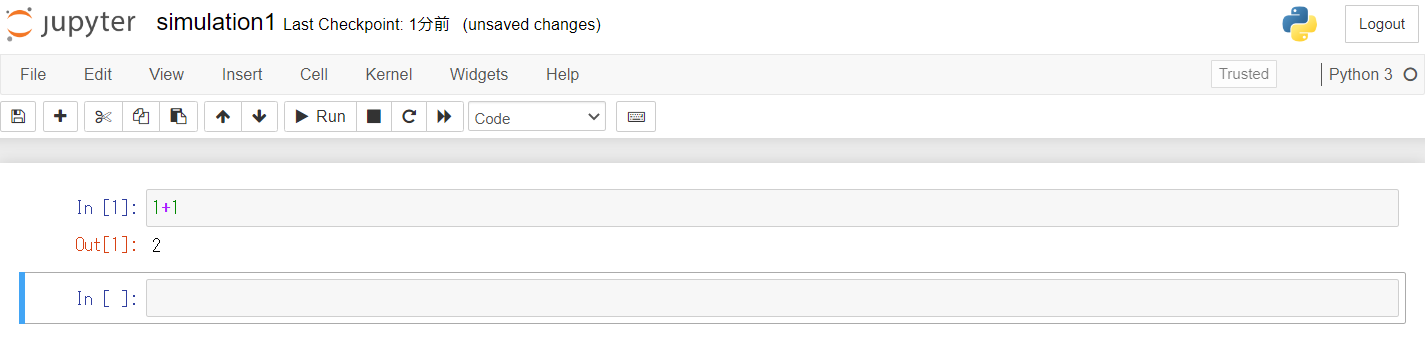 jupyter simulation1 Last Checkpoint: 1分前 (unsaved changes) Logout
File Edit View Insert Cell Kernel Widgets Help Trusted Python 3
Run Code
In [1]: 1+1
Out[1]: 2
In [ ]: